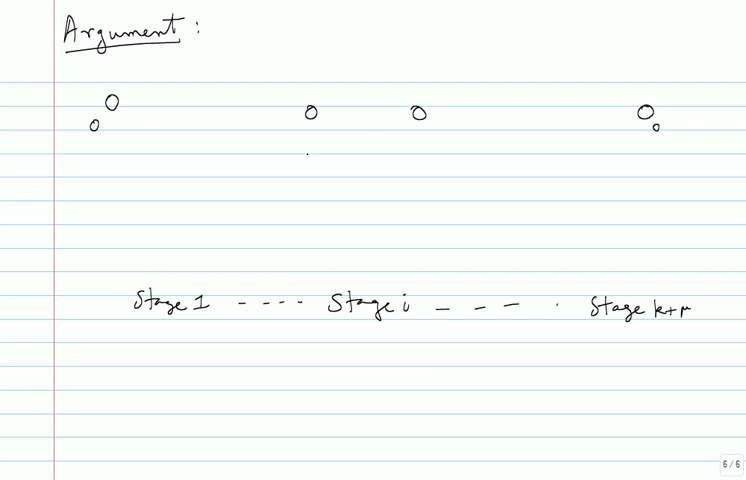 Argument :
Stage 1 - - - - Stage i - - - . Stage k+μ
6 / 6